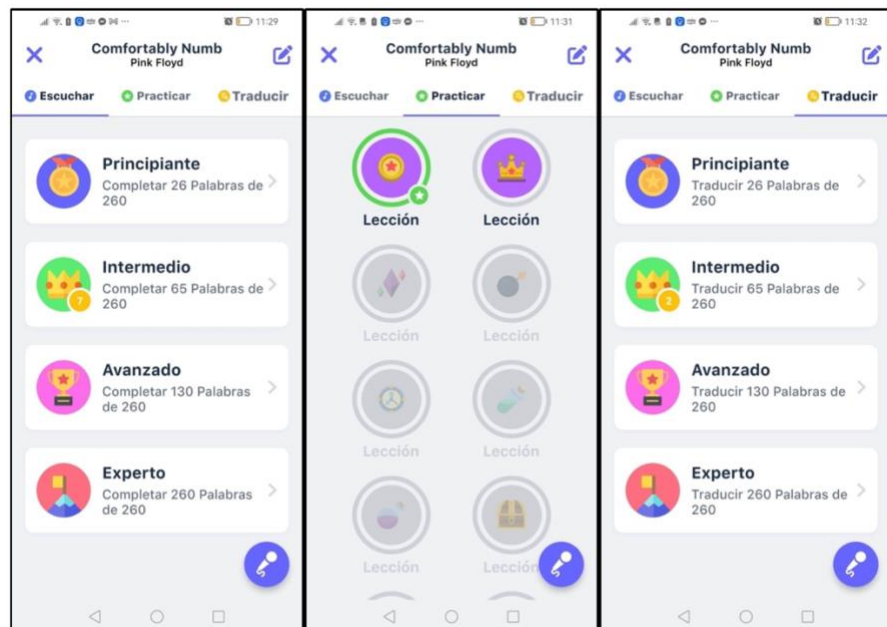 11:29
Comfortably Numb
Pink Floyd
Escuchar Practicar Traducir
Principiante
Completar 26 Palabras de
260
Intermedio
Completar 65 Palabras de
260
7
Avanzado
Completar 130 Palabras
de 260
Experto
Completar 260 Palabras
de 260
11:31
Comfortably Numb
Pink Floyd
Escuchar Practicar Traducir
Lección Lección
Lección Lección
Lección Lección
Lección Lección
11:32
Comfortably Numb
Pink Floyd
Escuchar Practicar Traducir
Principiante
Traducir 26 Palabras de
260
Intermedio
Traducir 65 Palabras de
260
2
Avanzado
Traducir 130 Palabras de
260
Experto
Traducir 260 Palabras de
260